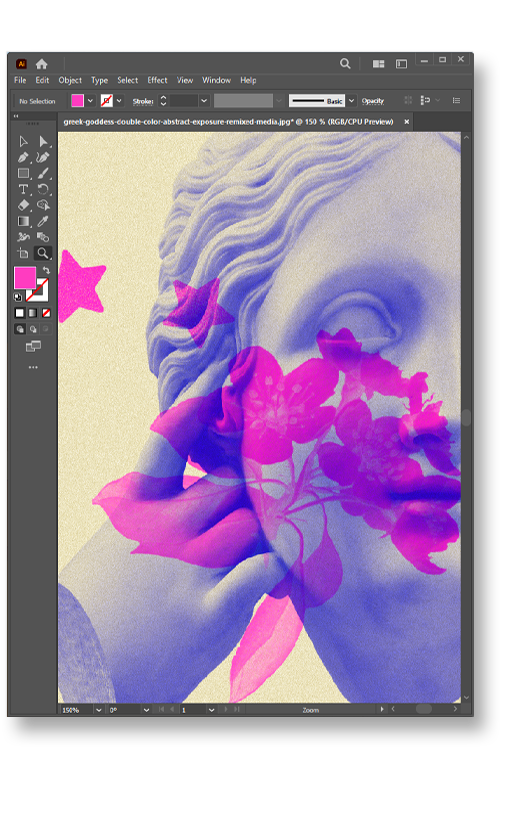 Ai
File Edit Object Type Select Effect View Window Help
No Selection Stroke: Basic Opacity
greek-goddess-double-color-abstract-exposure-remixed-media.jpg* @ 150 % (RGB/CPU Preview)
150% 0° 1 Zoom